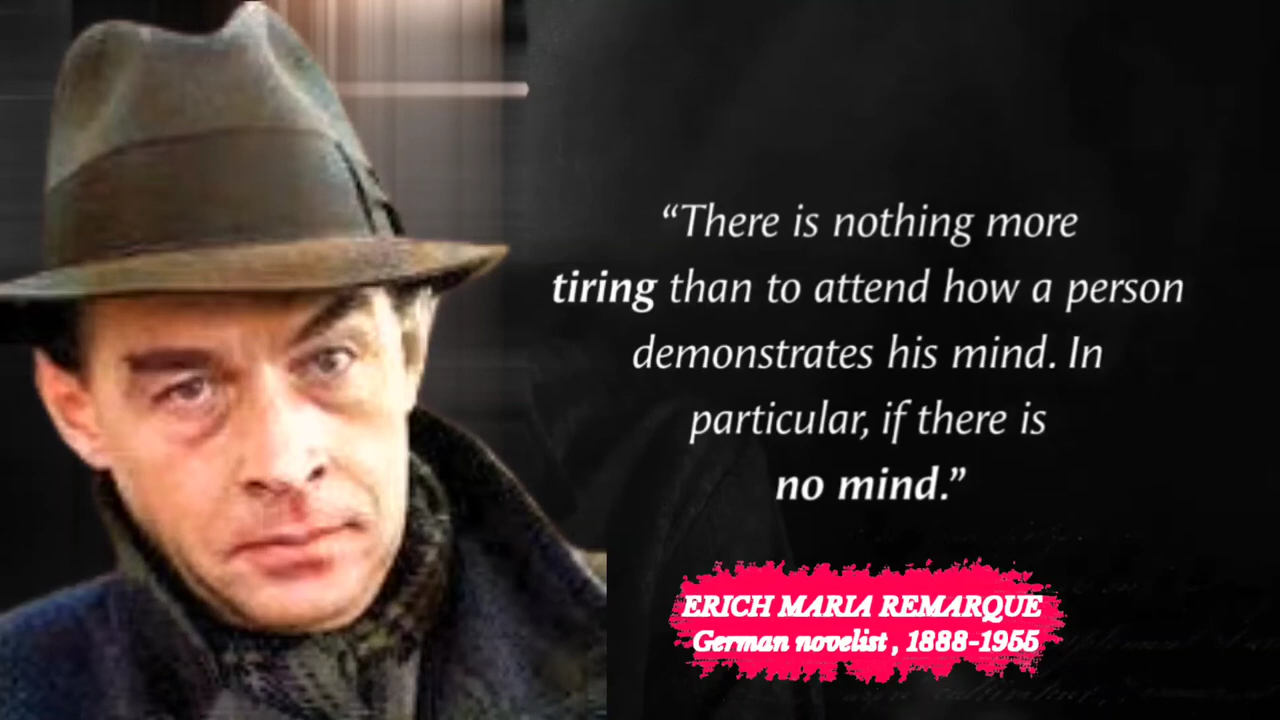 “There is nothing more
tiring than to attend how a person
demonstrates his mind. In
particular, if there is
no mind.”
ERICH MARIA REMARQUE
German novelist , 1888-1955